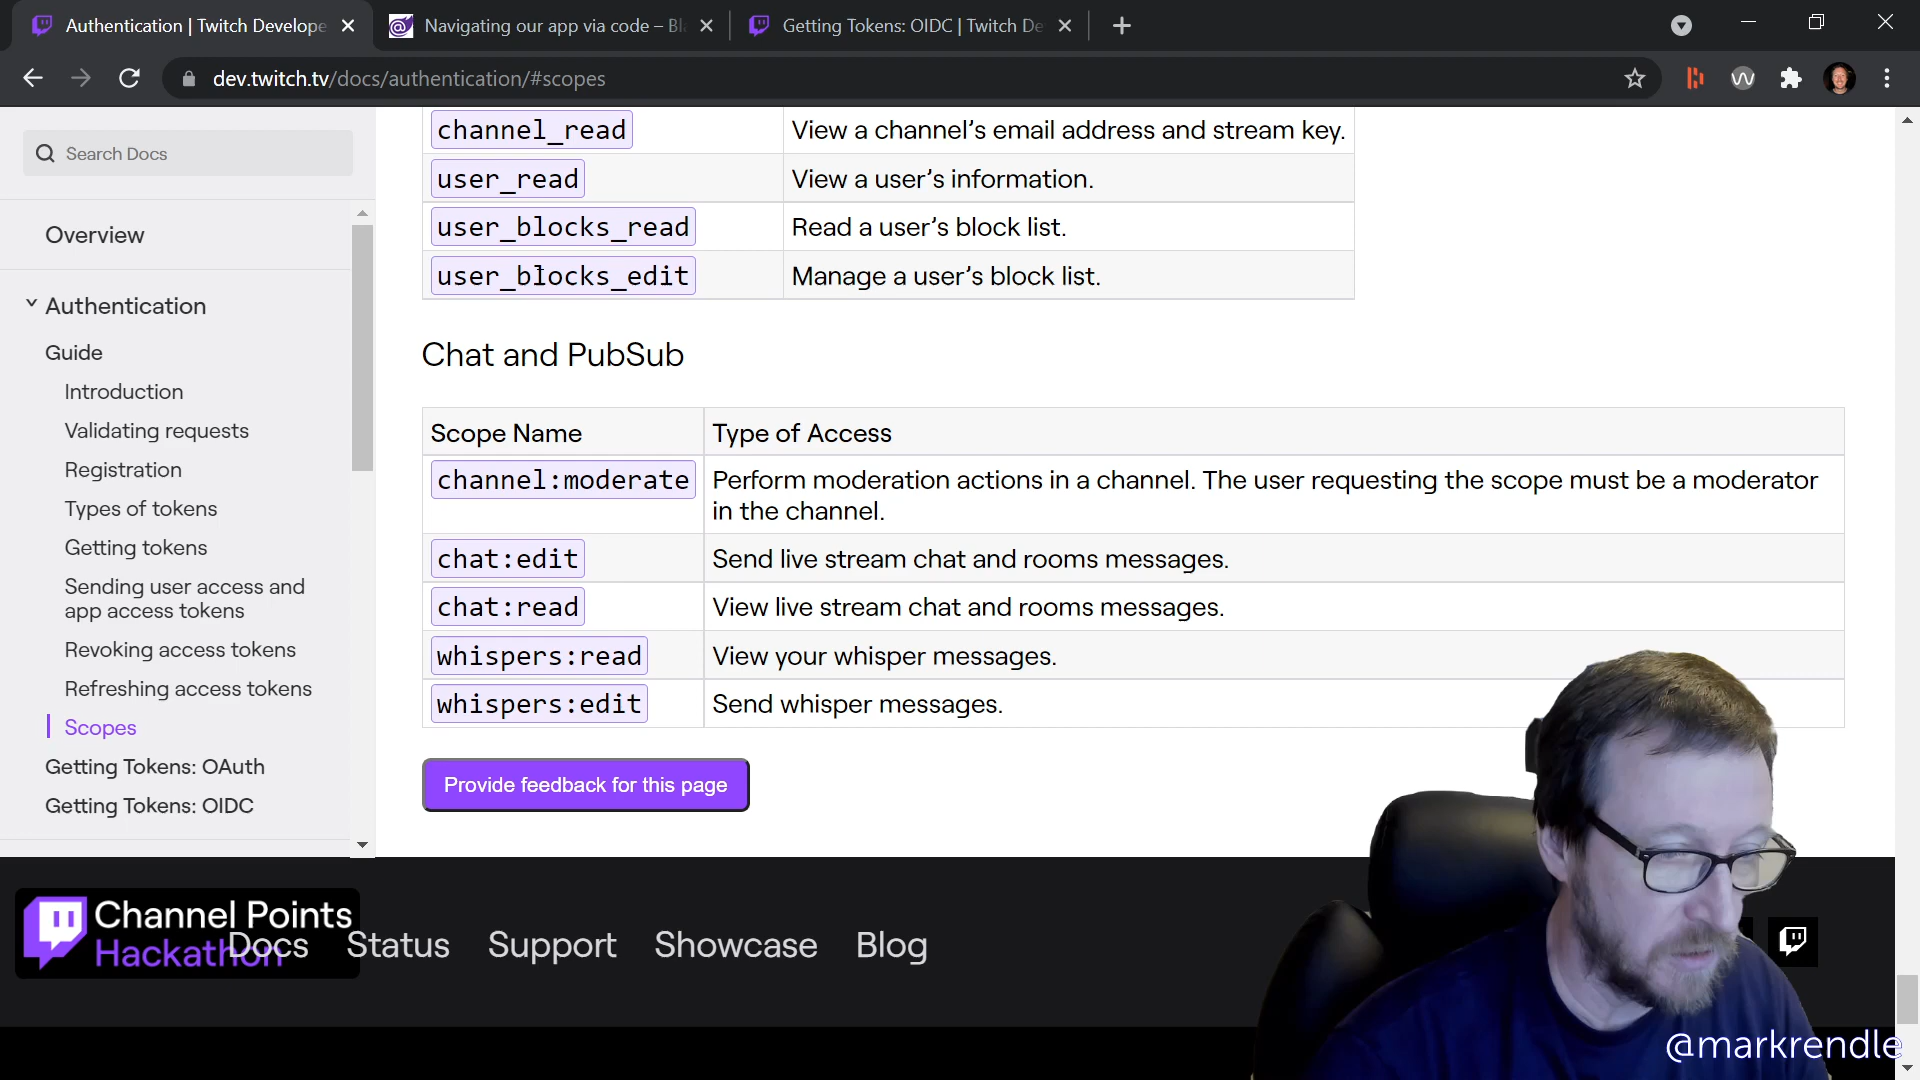 Authentication | Twitch Develope
Navigating our app via code – Bla
Getting Tokens: OIDC | Twitch De
dev.twitch.tv/docs/authentication/#scopes
Search Docs
Overview
Authentication
Guide
Introduction
Validating requests
Registration
Types of tokens
Getting tokens
Sending user access and
app access tokens
Revoking access tokens
Refreshing access tokens
Scopes
Getting Tokens: OAuth
Getting Tokens: OIDC
channel_read View a channel’s email address and stream key.
user_read View a user’s information.
user_blocks_read Read a user’s block list.
user_blocks_edit Manage a user’s block list.
Chat and PubSub
Scope Name Type of Access
channel:moderate Perform moderation actions in a channel. The user requesting the scope must be a moderator
in the channel.
chat:edit Send live stream chat and rooms messages.
chat:read View live stream chat and rooms messages.
whispers:read View your whisper messages.
whispers:edit Send whisper messages.
Provide feedback for this page
Channel Points
Hackathon
Docs Status Support Showcase Blog
@markrendle